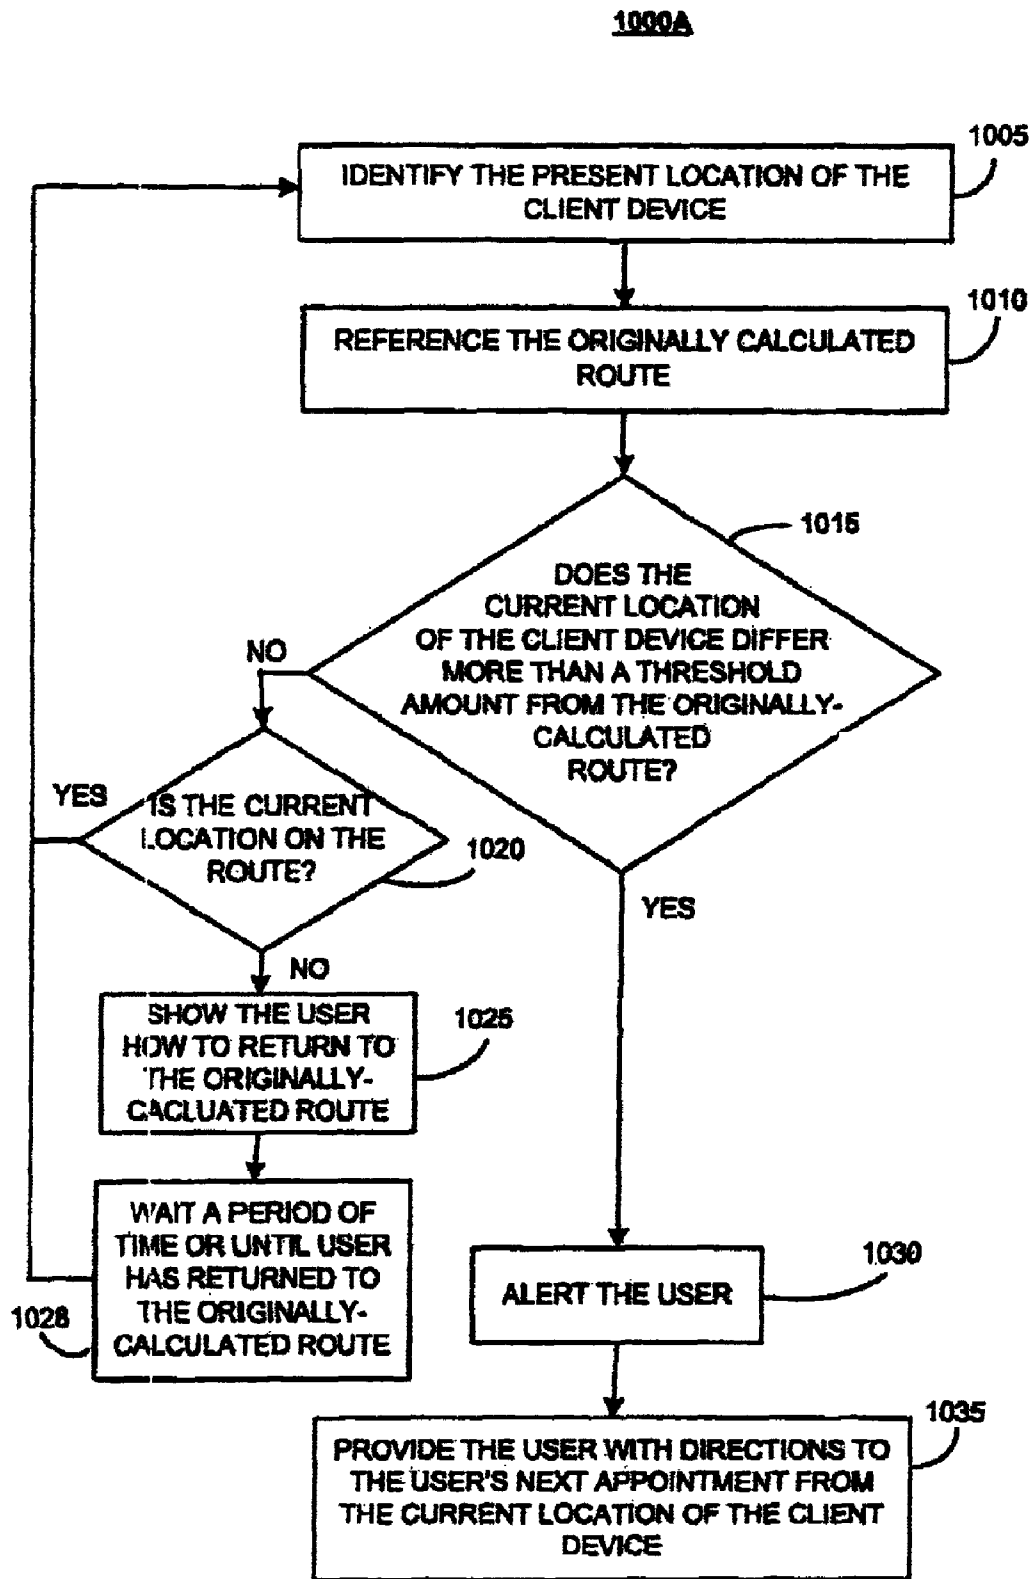 1000A
1005
IDENTIFY THE PRESENT LOCATION OF THE
CLIENT DEVICE
1010
REFERENCE THE ORIGINALLY CALCULATED
ROUTE
1015
DOES THE
CURRENT LOCATION
OF THE CLIENT DEVICE DIFFER
MORE THAN A THRESHOLD
AMOUNT FROM THE ORIGINALLY-
CALCULATED
ROUTE?
NO
YES
IS THE CURRENT
LOCATION ON THE
ROUTE?
1020
YES
NO
SHOW THE USER
HOW TO RETURN TO
THE ORIGINALLY-
CACLUATED ROUTE
1025
WAIT A PERIOD OF
TIME OR UNTIL USER
HAS RETURNED TO
THE ORIGINALLY-
CALCULATED ROUTE
1028
ALERT THE USER
1030
1035
PROVIDE THE USER WITH DIRECTIONS TO
THE USER'S NEXT APPOINTMENT FROM
THE CURRENT LOCATION OF THE CLIENT
DEVICE